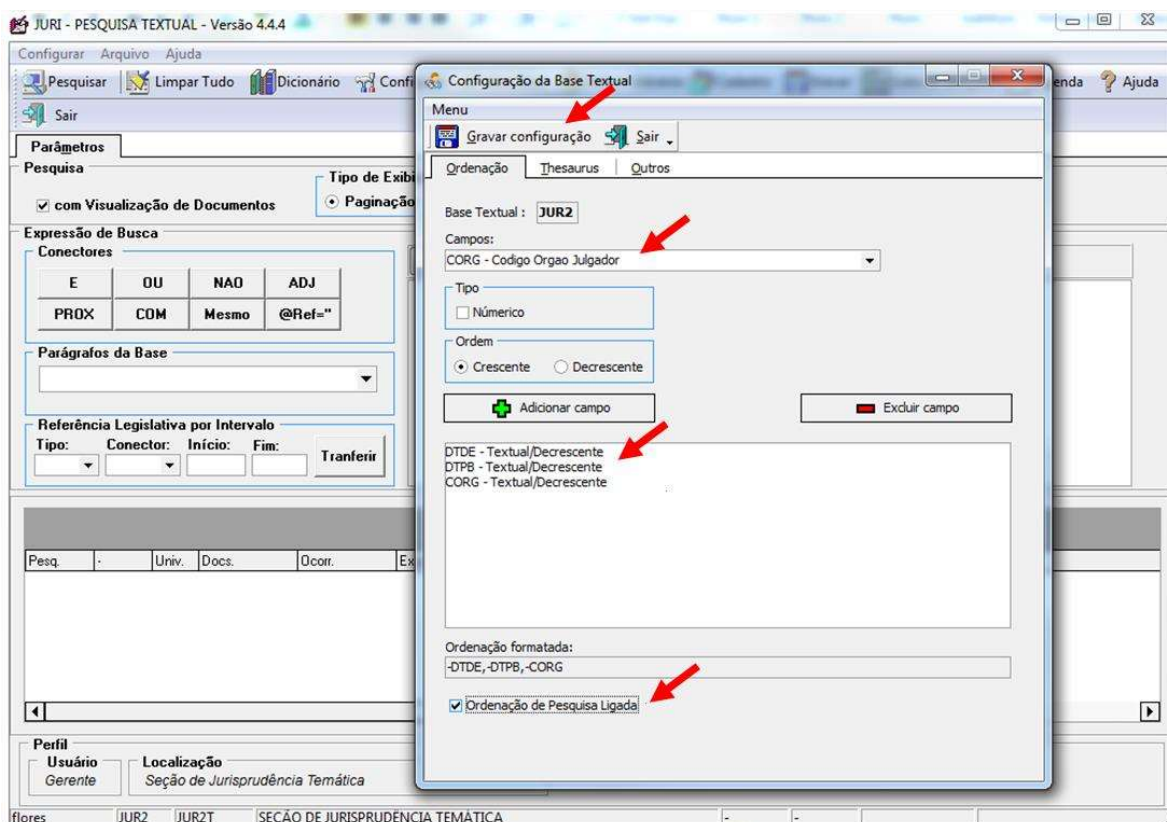 JURI - PESQUISA TEXTUAL - Versão 4.4.4
Configurar Arquivo Ajuda
Pesquisar Limpar Tudo Dicionário Confi
enda Ajuda
Sair
Parâmetros
Pesquisa
com Visualização de Documentos
Tipo de Exibi
Paginação
Expressão de Busca
Conectores
E OU NAO ADJ
PROX COM Mesmo @Ref="
Parágrafos da Base
Referência Legislativa por Intervalo
Tipo: Conector: Início: Fim:
Tranferir
Pesq. - Univ. Docs. Ocorr. Ex
Perfil
Usuário Localização
Gerente Seção de Jurisprudência Temática
flores JUR2 JUR2T SEÇÃO DE JURISPRUDÊNCIA TEMÁTICA - -
Configuração da Base Textual
Menu
Gravar configuração Sair
Ordenação Thesaurus Outros
Base Textual : JUR2
Campos:
CORG - Codigo Orgao Julgador
Tipo
Númerico
Ordem
Crescente Decrescente
Adicionar campo Excluir campo
DTDE - Textual/Decrescente
DTPB - Textual/Decrescente
CORG - Textual/Decrescente
Ordenação formatada:
-DTDE,-DTPB,-CORG
Ordenação de Pesquisa Ligada